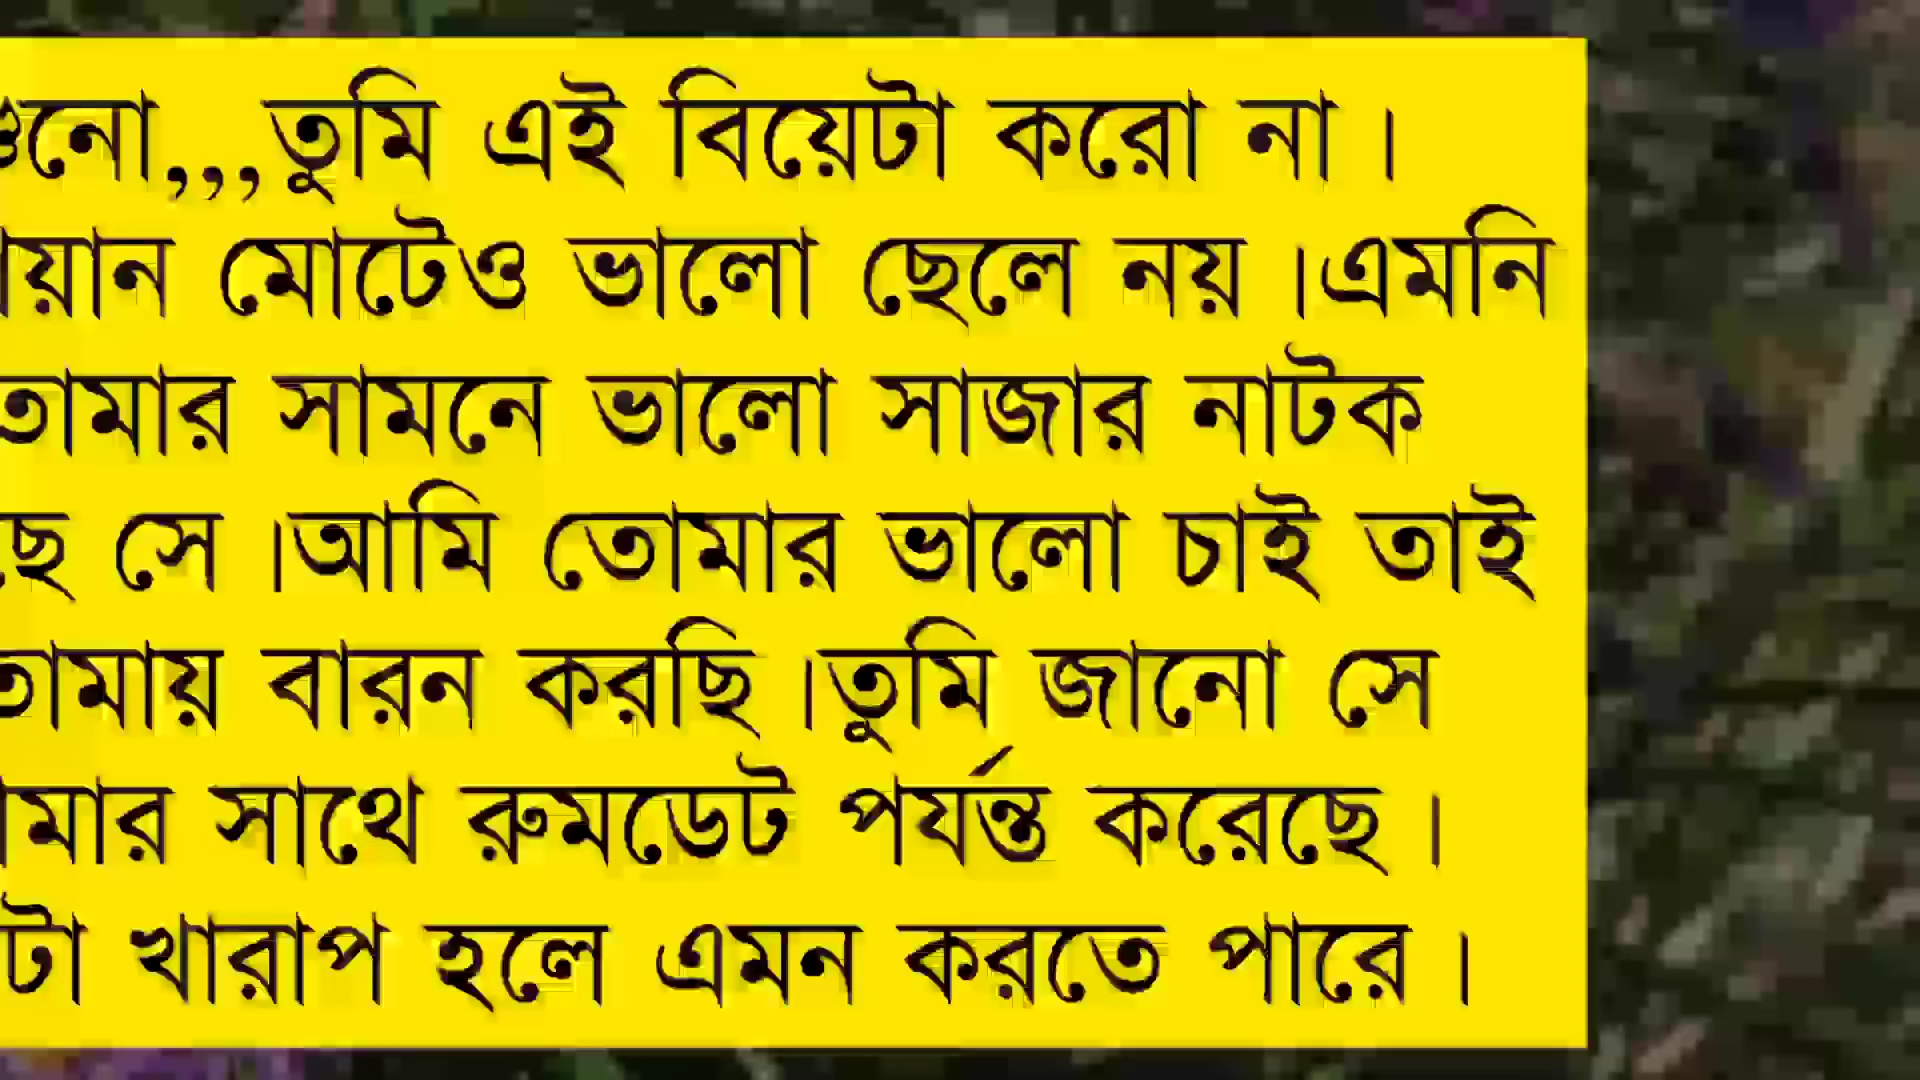 তুমি এই বিয়েটা করো না ।
মোটেও ভালো ছেলে নয় ।এমনি
সামনে ভালো সাজার নাটক
সে ।আমি তোমার ভালো চাই তাই
বারন করছি ।তুমি জানো সে
সাথে রুমডেট পর্যন্ত করেছে ।
খারাপ হলে এমন করতে পারে ।